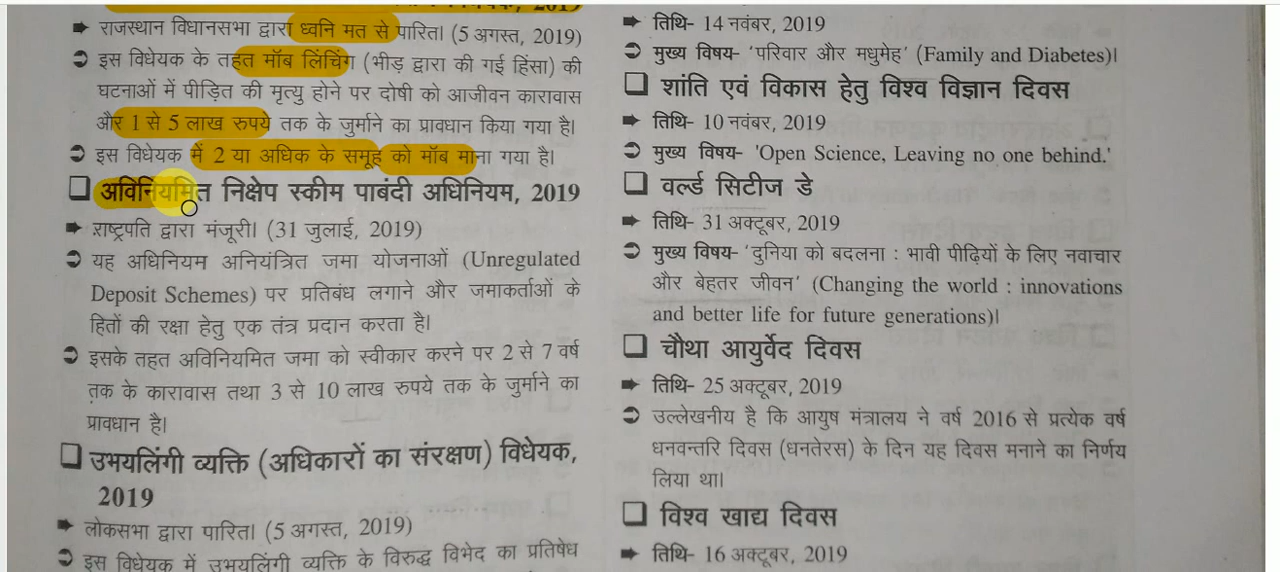 2019
➡ राजस्थान विधानसभा द्वारा ध्वनि मत से पारित। (5 अगस्त, 2019)
➲ इस विधेयक के तहत मॉब लिंचिंग (भीड़ द्वारा की गई हिंसा) की
घटनाओं में पीड़ित की मृत्यु होने पर दोषी को आजीवन कारावास
और 1 से 5 लाख रुपये तक के जुर्माने का प्रावधान किया गया है।
➲ इस विधेयक में 2 या अधिक के समूह को मॉब माना गया है।
❑ अविनियमित निक्षेप स्कीम पाबंदी अधिनियम, 2019
➡ राष्ट्रपति द्वारा मंजूरी। (31 जुलाई, 2019)
➲ यह अधिनियम अनियंत्रित जमा योजनाओं (Unregulated
Deposit Schemes) पर प्रतिबंध लगाने और जमाकर्ताओं के
हितों की रक्षा हेतु एक तंत्र प्रदान करता है।
➲ इसके तहत अविनियमित जमा को स्वीकार करने पर 2 से 7 वर्ष
तक के कारावास तथा 3 से 10 लाख रुपये तक के जुर्माने का
प्रावधान है।
❑ उभयलिंगी व्यक्ति (अधिकारों का संरक्षण) विधेयक,
2019
➡ लोकसभा द्वारा पारित। (5 अगस्त, 2019)
➲ इस विधेयक में उभयलिंगी व्यक्ति के विरुद्ध विभेद का प्रतिषेध
➡ तिथि- 14 नवंबर, 2019
➲ मुख्य विषय- ‘परिवार और मधुमेह’ (Family and Diabetes)।
❑ शांति एवं विकास हेतु विश्व विज्ञान दिवस
➡ तिथि- 10 नवंबर, 2019
➲ मुख्य विषय- 'Open Science, Leaving no one behind.'
❑ वर्ल्ड सिटीज डे
➡ तिथि- 31 अक्टूबर, 2019
➲ मुख्य विषय- ‘दुनिया को बदलना : भावी पीढ़ियों के लिए नवाचार
और बेहतर जीवन’ (Changing the world : innovations
and better life for future generations)।
❑ चौथा आयुर्वेद दिवस
➡ तिथि- 25 अक्टूबर, 2019
➲ उल्लेखनीय है कि आयुष मंत्रालय ने वर्ष 2016 से प्रत्येक वर्ष
धनवन्तरि दिवस (धनतेरस) के दिन यह दिवस मनाने का निर्णय
लिया था।
❑ विश्व खाद्य दिवस
➡ तिथि- 16 अक्टूबर, 2019